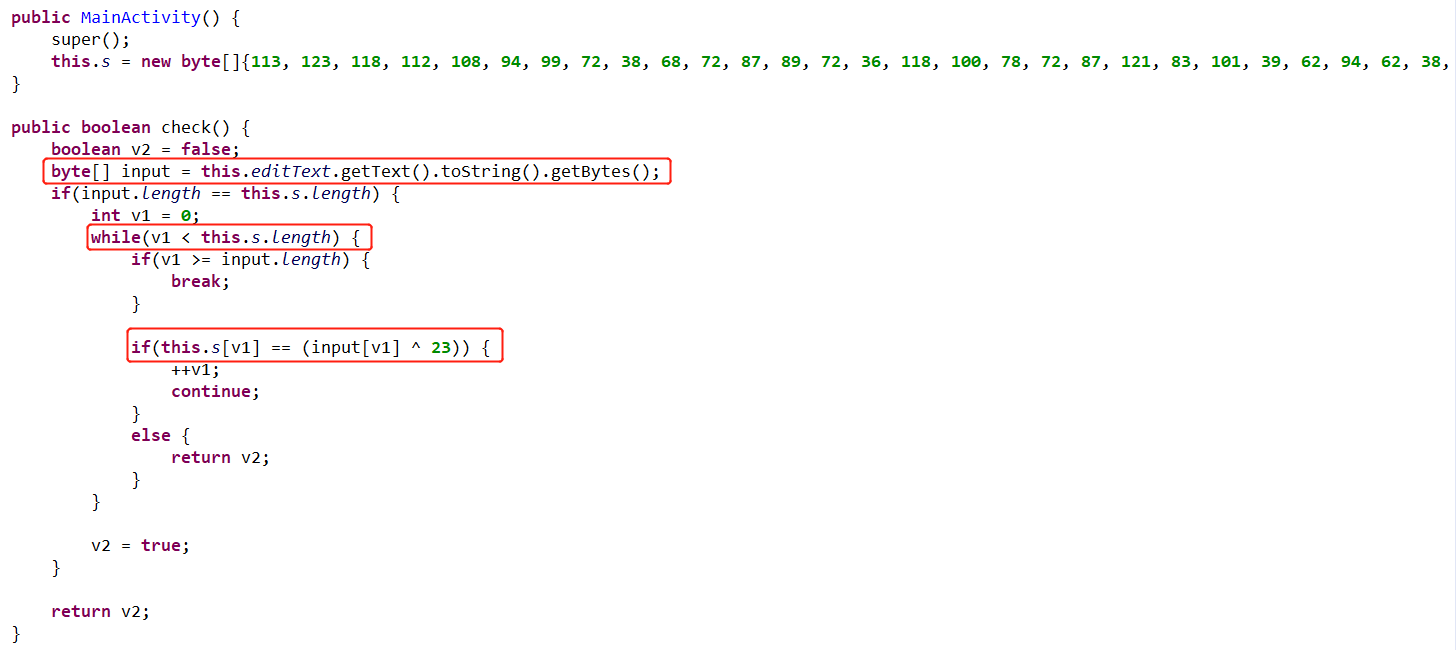 public MainActivity() {
super();
this.s = new byte[]{113, 123, 118, 112, 108, 94, 99, 72, 38, 68, 72, 87, 89, 72, 36, 118, 100, 78, 72, 87, 121, 83, 101, 39, 62, 94, 62, 38,
}
public boolean check() {
boolean v2 = false;
byte[] input = this.editText.getText().toString().getBytes();
if(input.length == this.s.length) {
int v1 = 0;
while(v1 < this.s.length) {
if(v1 >= input.length) {
break;
}
if(this.s[v1] == (input[v1] ^ 23)) {
++v1;
continue;
}
else {
return v2;
}
}
v2 = true;
}
return v2;
}